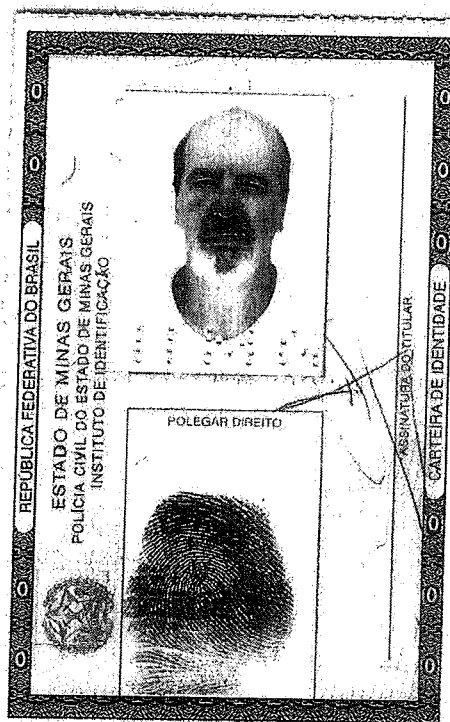 REPÚBLICA FEDERATIVA DO BRASIL
ESTADO DE MINAS GERAIS
POLÍCIA CIVIL DO ESTADO DE MINAS GERAIS
INSTITUTO DE IDENTIFICAÇÃO
POLEGAR DIREITO
ASSINATURA DO TITULAR
CARTEIRA DE IDENTIDADE